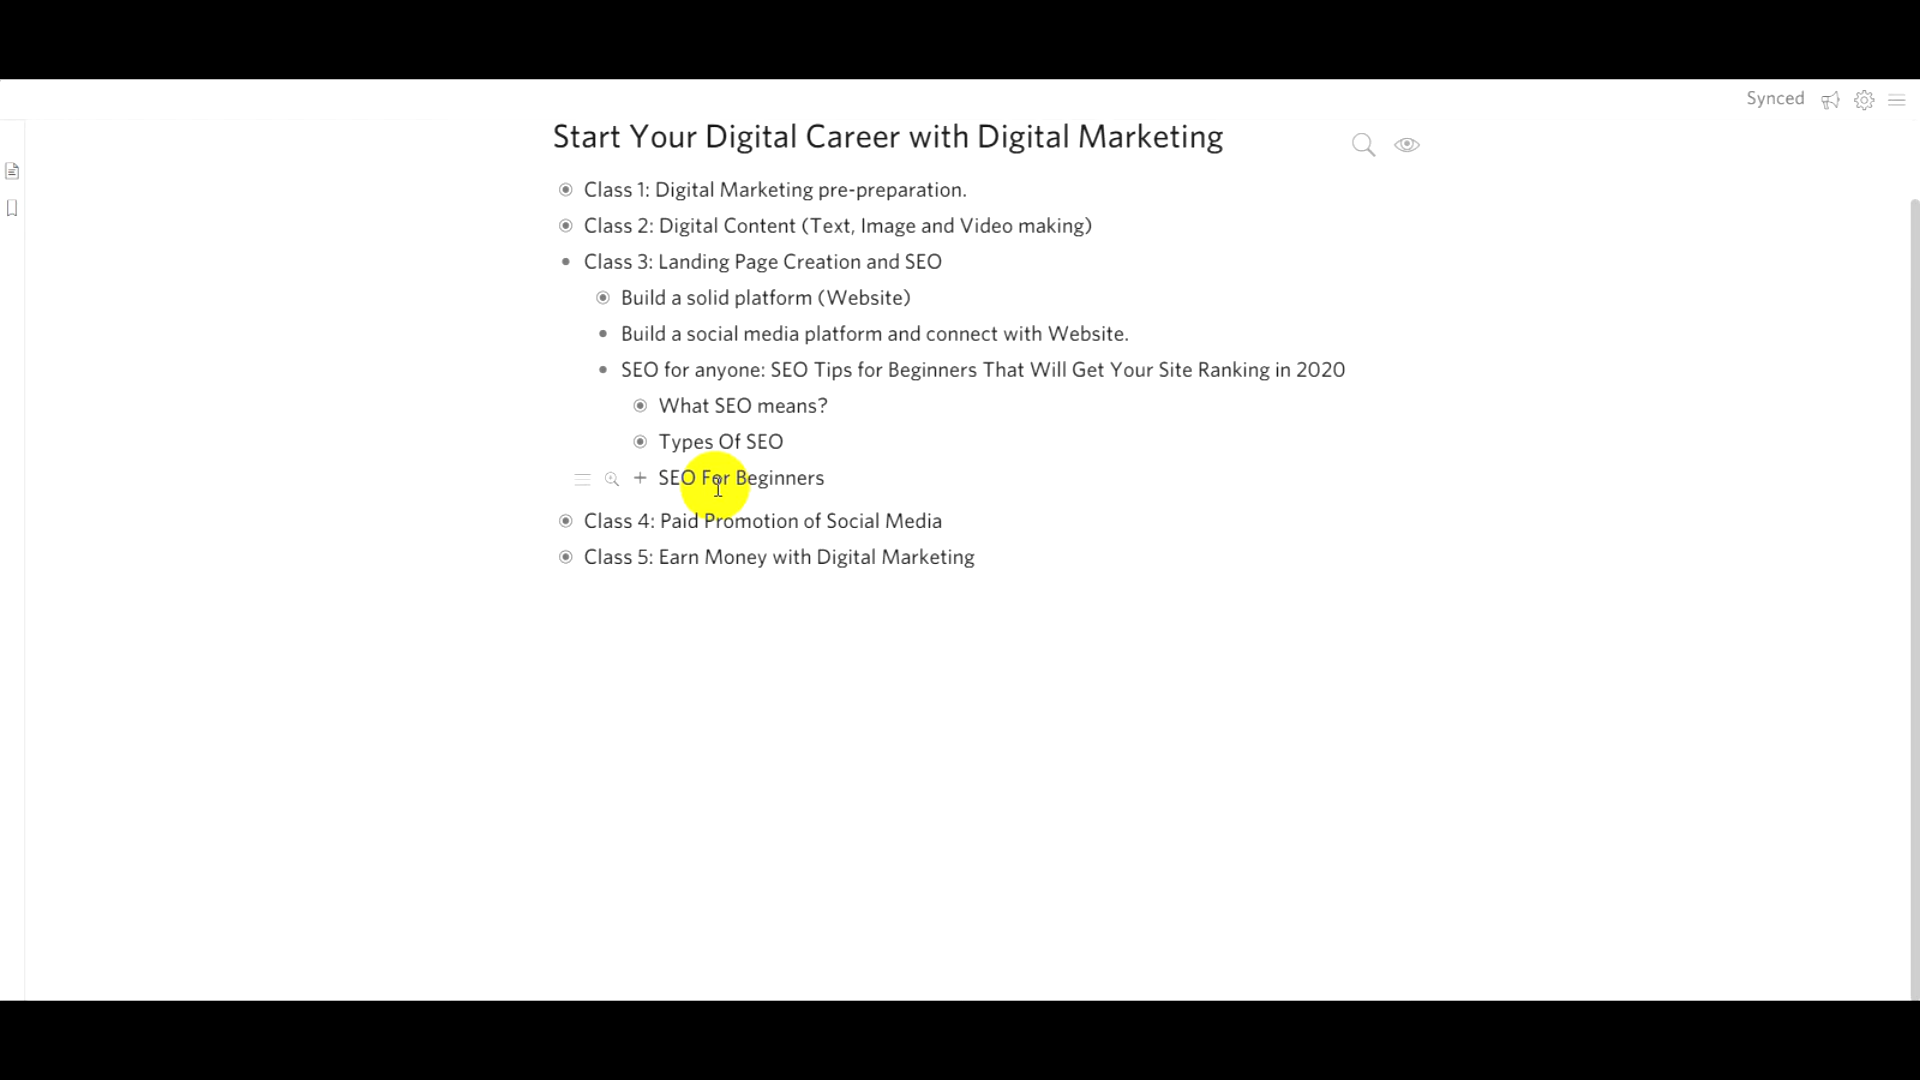 Synced
Start Your Digital Career with Digital Marketing
Class 1: Digital Marketing pre-preparation.
Class 2: Digital Content (Text, Image and Video making)
Class 3: Landing Page Creation and SEO
Build a solid platform (Website)
Build a social media platform and connect with Website.
SEO for anyone: SEO Tips for Beginners That Will Get Your Site Ranking in 2020
What SEO means?
Types Of SEO
SEO For Beginners
Class 4: Paid Promotion of Social Media
Class 5: Earn Money with Digital Marketing